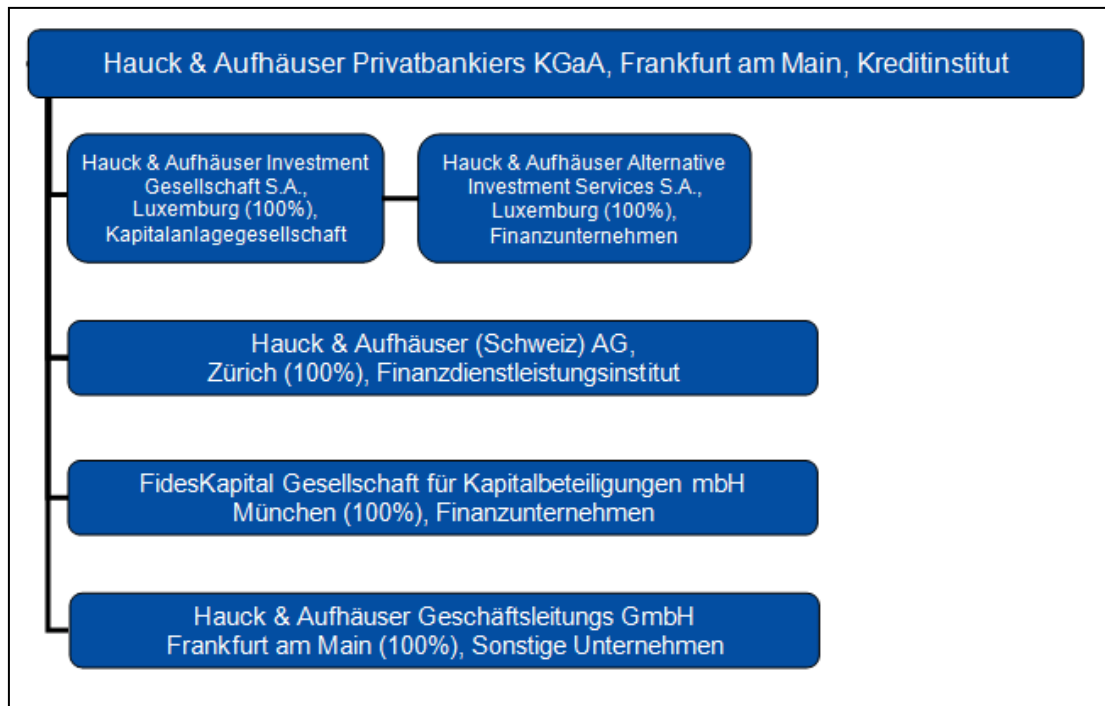 Hauck & Aufhäuser Privatbankiers KGaA, Frankfurt am Main, Kreditinstitut
Hauck & Aufhäuser Investment
Gesellschaft S.A.,
Luxemburg (100%),
Kapitalanlagegesellschaft
Hauck & Aufhäuser Alternative
Investment Services S.A.,
Luxemburg (100%),
Finanzunternehmen
Hauck & Aufhäuser (Schweiz) AG,
Zürich (100%), Finanzdienstleistungsinstitut
FidesKapital Gesellschaft für Kapitalbeteiligungen mbH
München (100%), Finanzunternehmen
Hauck & Aufhäuser Geschäftsleitungs GmbH
Frankfurt am Main (100%), Sonstige Unternehmen